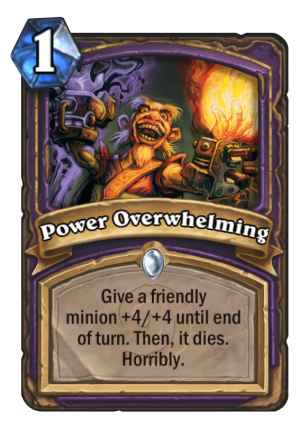 1
Power Overwhelming
Give a friendly
minion +4/+4 until end
of turn. Then, it dies.
Horribly.